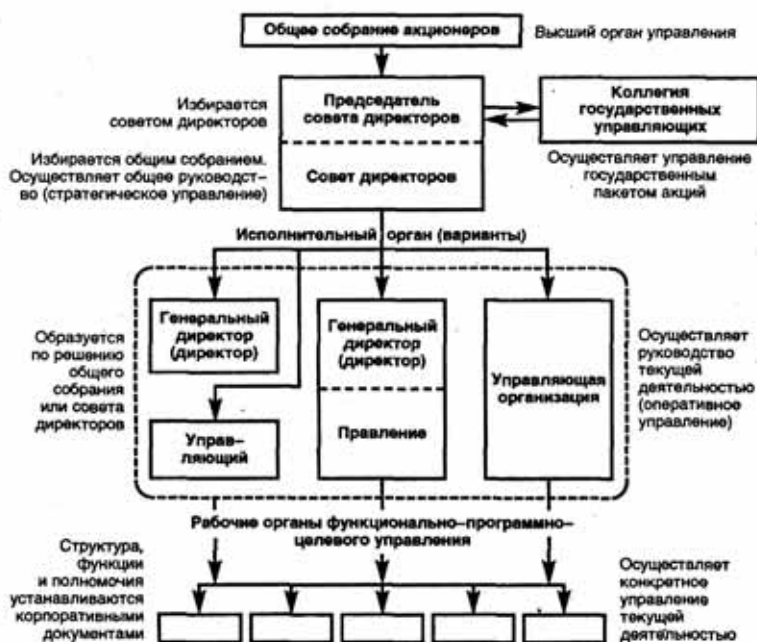 Общее собрание акционеров
Высший орган управления
Избирается
советом директоров
Председатель
совета директоров
Коллегия
государственных
управляющих
Избирается общим собранием.
Осуществляет общее руководст-
во (стратегическое управление)
Совет директоров
Осуществляет управление
государственным
пакетом акций
Исполнительный орган (варианты)
Образуется
по решению
общего
собрания
или совета
директоров
Генеральный
директор
(директор)
Управ-
ляющий
Генеральный
директор
(директор)
Правление
Управляющая
организация
Осуществляет
руководство
текущей
деятельностью
(оперативное
управление)
Рабочие органы функционально-программно-
целевого управления
Структура,
функции
и полномочия
устанавливаются
корпоративными
документами
Осуществляет
конкретное
управление
текущей
деятельностью